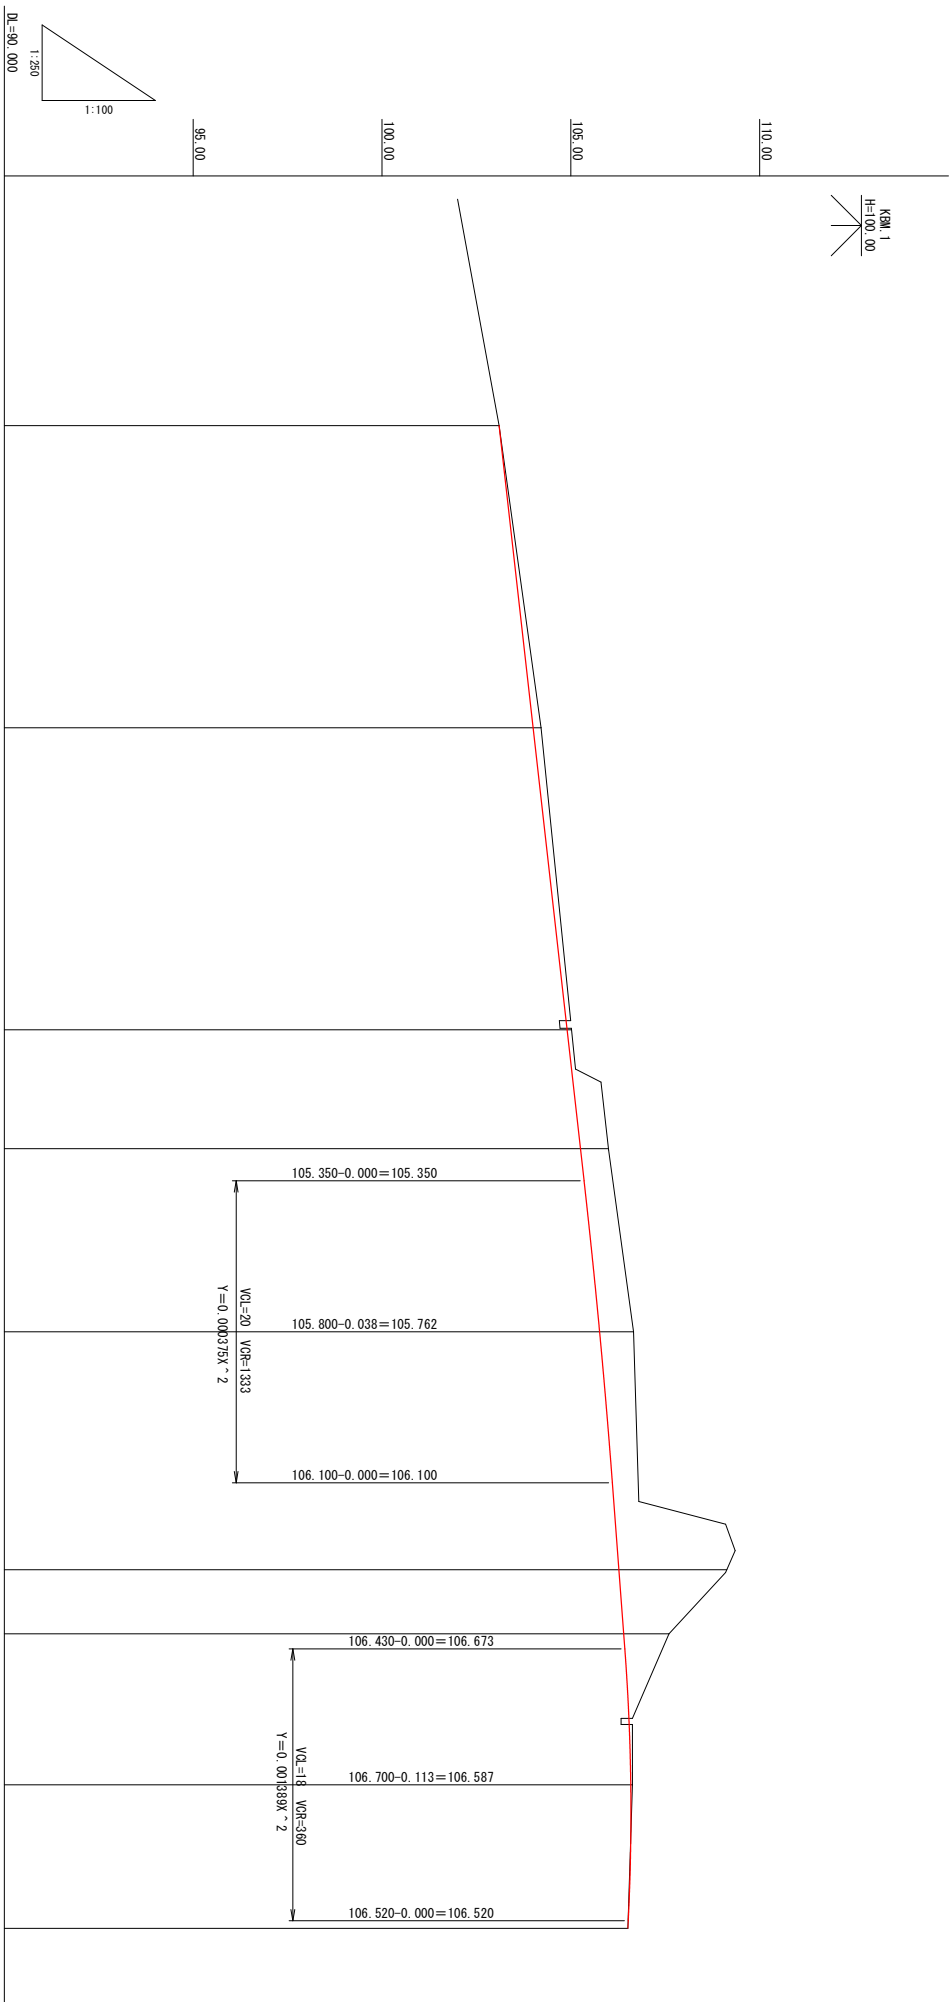 KBM. 1
H=100.00
110.00
105.00
100.00
95.00
DL=90.000
1:250
1:100
105.350-0.000=105.350
105.800-0.038=105.762
106.100-0.000=106.100
VCL=20 VCR=1333
Y=0.000375X^2
106.430-0.000=106.673
106.700-0.113=106.587
106.520-0.000=106.520
VCL=18 VCR=360
Y=0.001389X^2